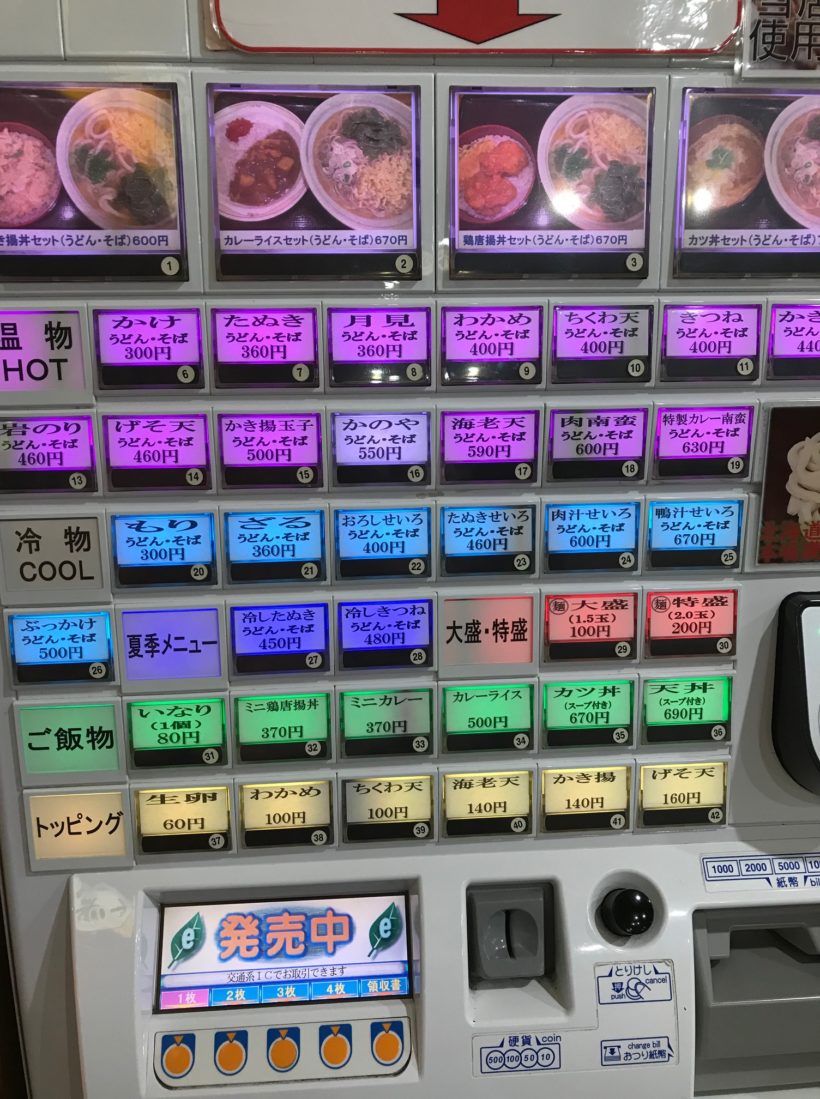 使用
き揚丼セット(うどん・そば)600円
1
カレーライスセット(うどん・そば)670円
2
鶏唐揚丼セット(うどん・そば)670円
3
カツ丼セット(うどん・そば)
温物
HOT
かけ
うどん・そば
300円
6
たぬき
うどん・そば
360円
7
月見
うどん・そば
360円
8
わかめ
うどん・そば
400円
9
ちくわ天
うどん・そば
400円
10
きつね
うどん・そば
400円
11
かき
うどん
440
岩のり
うどん・そば
460円
13
げそ天
うどん・そば
460円
14
かき揚玉子
うどん・そば
500円
15
かのや
うどん・そば
550円
16
海老天
うどん・そば
590円
17
肉南蛮
うどん・そば
600円
18
特製カレー南蛮
うどん・そば
630円
19
冷物
COOL
もり
うどん・そば
300円
20
ざる
うどん・そば
360円
21
おろしせいろ
うどん・そば
400円
22
たぬきせいろ
うどん・そば
460円
23
肉汁せいろ
うどん・そば
600円
24
鴨汁せいろ
うどん・そば
670円
25
北海道
ぶっかけ
うどん・そば
500円
26
夏季メニュー
冷したぬき
うどん・そば
450円
27
冷しきつね
うどん・そば
480円
28
大盛・特盛
麺大盛
(1.5玉)
100円
29
麺特盛
(2.0玉)
200円
30
ご飯物
いなり
(1個)
80円
31
ミニ鶏唐揚丼
370円
32
ミニカレー
370円
33
カレーライス
500円
34
カツ丼
(スープ付き)
670円
35
天丼
(スープ付き)
690円
36
トッピング
生卵
60円
37
わかめ
100円
38
ちくわ天
100円
39
海老天
140円
40
かき揚
140円
41
げそ天
160円
42
e 発売中 e
交通系ICでお取引できます
1枚 2枚 3枚 4枚 領収書
硬貨 coin
500 100 50 10
とりけし
push cancel
change bill
おつり紙幣
1000 2000 5000
紙幣